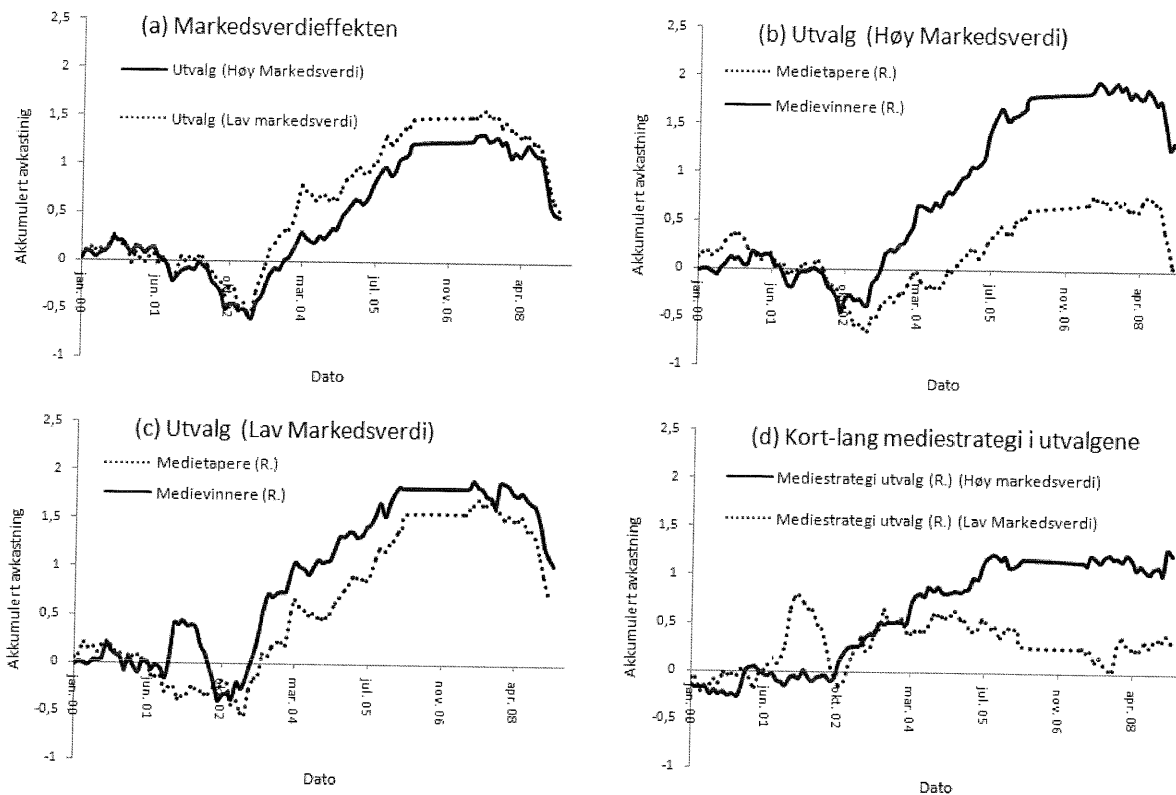 (a) Markedsverdieffekten
Utvalg (Høy Markedsverdi)
Utvalg (Lav markedsverdi)
Akkumulert avkastinig
2,5
2
1,5
1
0,5
0
-0,5
-1
jan. 00
jun. 01
okt. 02
mar. 04
jul. 05
nov. 06
apr. 08
Dato
(b) Utvalg (Høy Markedsverdi)
Medietapere (R.)
Medievinnere (R.)
Akkumulert avkastning
2,5
2
1,5
1
0,5
0
-0,5
-1
jan. 00
jun. 01
okt. 02
mar. 04
jul. 05
nov. 06
apr. 08
Dato
(c) Utvalg (Lav Markedsverdi)
Medietapere (R.)
Medievinnere (R.)
Akkumulert avkastning
2,5
2
1,5
1
0,5
0
-0,5
-1
jan. 00
jun. 01
okt. 02
mar. 04
jul. 05
nov. 06
apr. 08
Dato
(d) Kort-lang mediestrategi i utvalgene
Mediestrategi utvalg (R.) (Høy markedsverdi)
Mediestrategi utvalg (R.) (Lav Markedsverdi)
Akkumulert avkastning
2,5
2
1,5
1
0,5
0
-0,5
-1
jan. 00
jun. 01
okt. 02
mar. 04
jul. 05
nov. 06
apr. 08
Dato